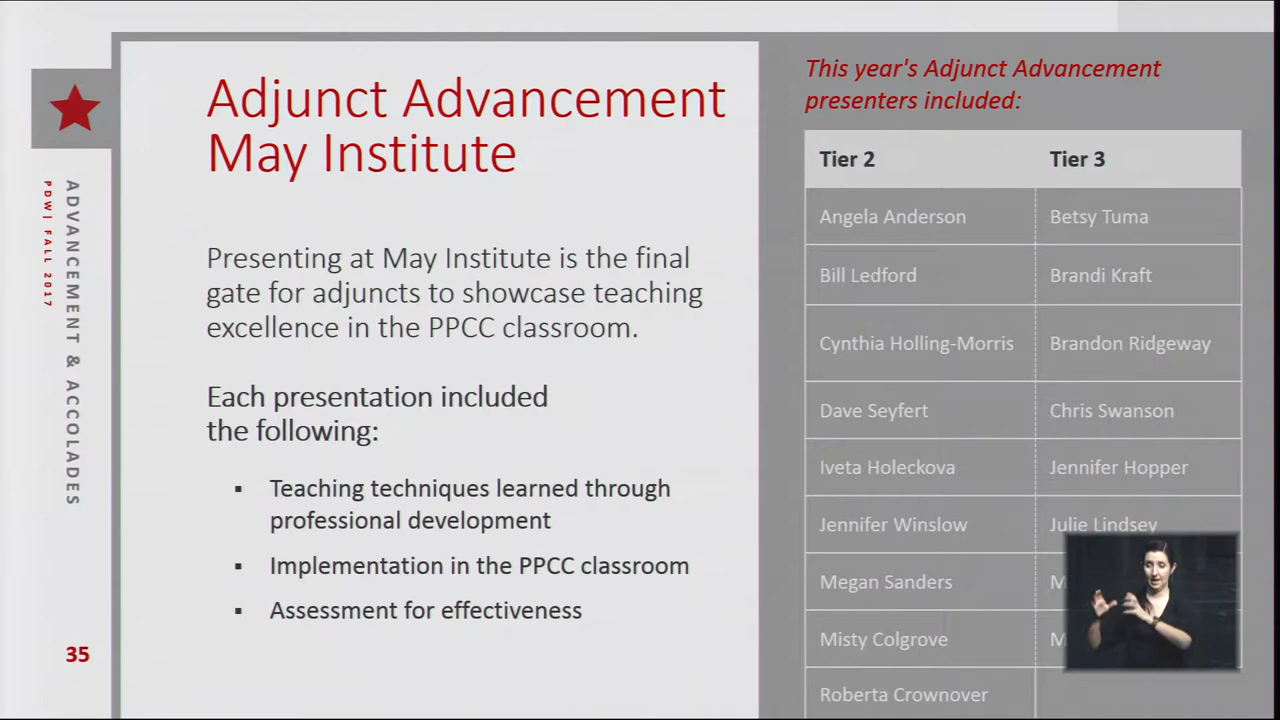 Adjunct Advancement
May Institute
Presenting at May Institute is the final
gate for adjuncts to showcase teaching
excellence in the PPCC classroom.
Each presentation included
the following:
▪ Teaching techniques learned through
professional development
▪ Implementation in the PPCC classroom
▪ Assessment for effectiveness
This year's Adjunct Advancement
presenters included:
Tier 2 Tier 3
Angela Anderson Betsy Tuma
Bill Ledford Brandi Kraft
Cynthia Holling-Morris Brandon Ridgeway
Dave Seyfert Chris Swanson
Iveta Holeckova Jennifer Hopper
Jennifer Winslow Julie Lindsey
Megan Sanders
Misty Colgrove
Roberta Crownover
ADVANCEMENT & ACCOLADES
PDW| FALL 2017
35